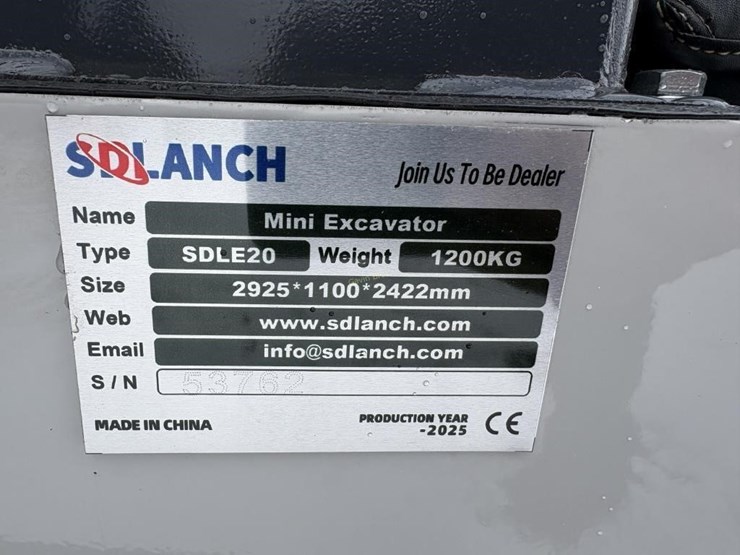 SDLANCH
Join Us To Be Dealer
Name Mini Excavator
Type SDLE20 Weight 1200KG
Size 2925*1100*2422mm
Web www.sdlanch.com
Email info@sdlanch.com
S/N 53762
MADE IN CHINA
PRODUCTION YEAR
-2025
CE